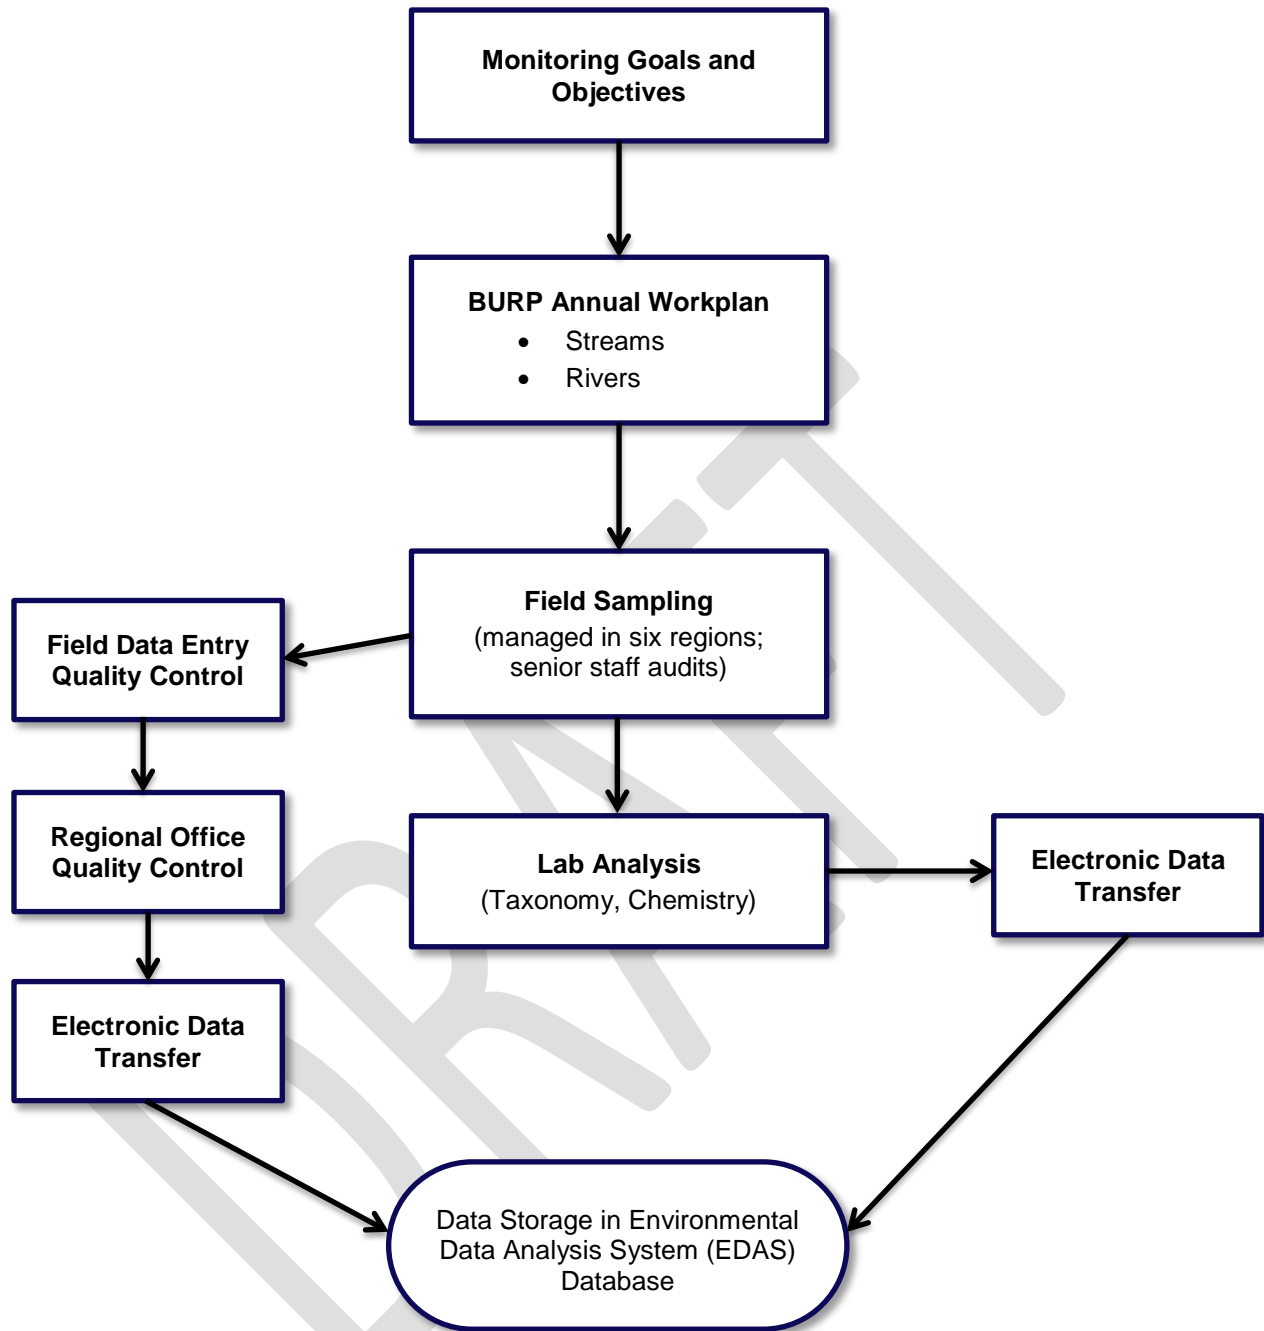 Monitoring Goals and
Objectives
BURP Annual Workplan
• Streams
• Rivers
Field Sampling
(managed in six regions;
senior staff audits)
Field Data Entry
Quality Control
Regional Office
Quality Control
Lab Analysis
(Taxonomy, Chemistry)
Electronic Data
Transfer
Electronic Data
Transfer
Data Storage in Environmental
Data Analysis System (EDAS)
Database
DRAFT